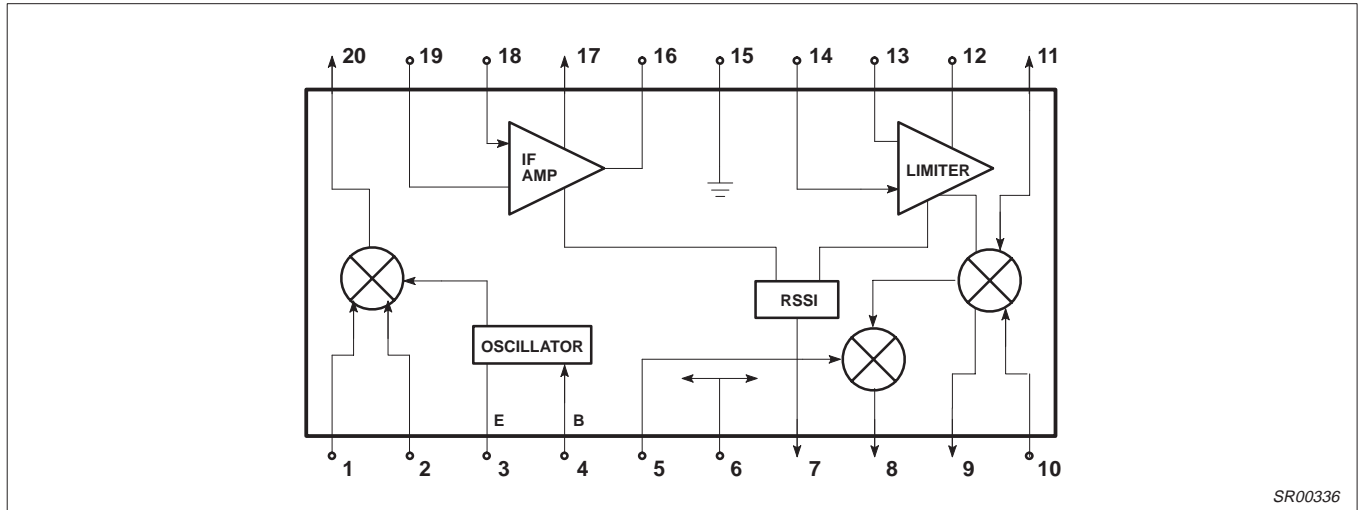 20 19 18 17 16 15 14 13 12 11
IF
AMP
LIMITER
RSSI
OSCILLATOR
E B
1 2 3 4 5 6 7 8 9 10
SR00336